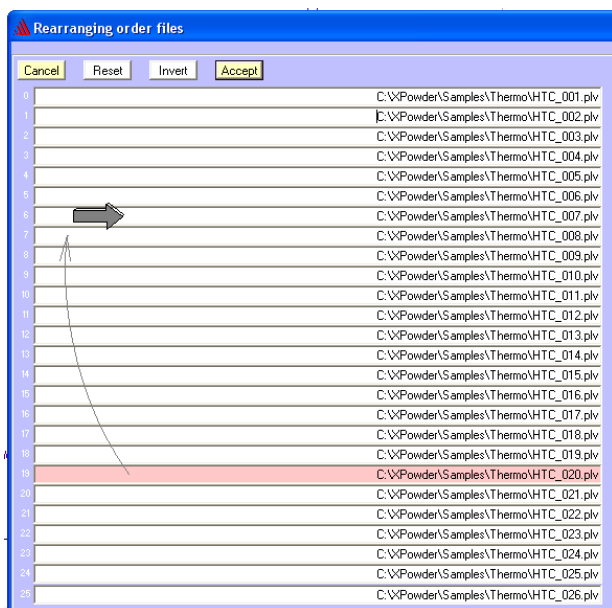 Rearranging order files
Cancel Reset Invert Accept
0 C:\XPowder\Samples\Thermo\HTC_001.plv
1 C:\XPowder\Samples\Thermo\HTC_002.plv
2 C:\XPowder\Samples\Thermo\HTC_003.plv
3 C:\XPowder\Samples\Thermo\HTC_004.plv
4 C:\XPowder\Samples\Thermo\HTC_005.plv
5 C:\XPowder\Samples\Thermo\HTC_006.plv
6 C:\XPowder\Samples\Thermo\HTC_007.plv
7 C:\XPowder\Samples\Thermo\HTC_008.plv
8 C:\XPowder\Samples\Thermo\HTC_009.plv
9 C:\XPowder\Samples\Thermo\HTC_010.plv
10 C:\XPowder\Samples\Thermo\HTC_011.plv
11 C:\XPowder\Samples\Thermo\HTC_012.plv
12 C:\XPowder\Samples\Thermo\HTC_013.plv
13 C:\XPowder\Samples\Thermo\HTC_014.plv
14 C:\XPowder\Samples\Thermo\HTC_015.plv
15 C:\XPowder\Samples\Thermo\HTC_016.plv
16 C:\XPowder\Samples\Thermo\HTC_017.plv
17 C:\XPowder\Samples\Thermo\HTC_018.plv
18 C:\XPowder\Samples\Thermo\HTC_019.plv
19 C:\XPowder\Samples\Thermo\HTC_020.plv
20 C:\XPowder\Samples\Thermo\HTC_021.plv
21 C:\XPowder\Samples\Thermo\HTC_022.plv
22 C:\XPowder\Samples\Thermo\HTC_023.plv
23 C:\XPowder\Samples\Thermo\HTC_024.plv
24 C:\XPowder\Samples\Thermo\HTC_025.plv
25 C:\XPowder\Samples\Thermo\HTC_026.plv